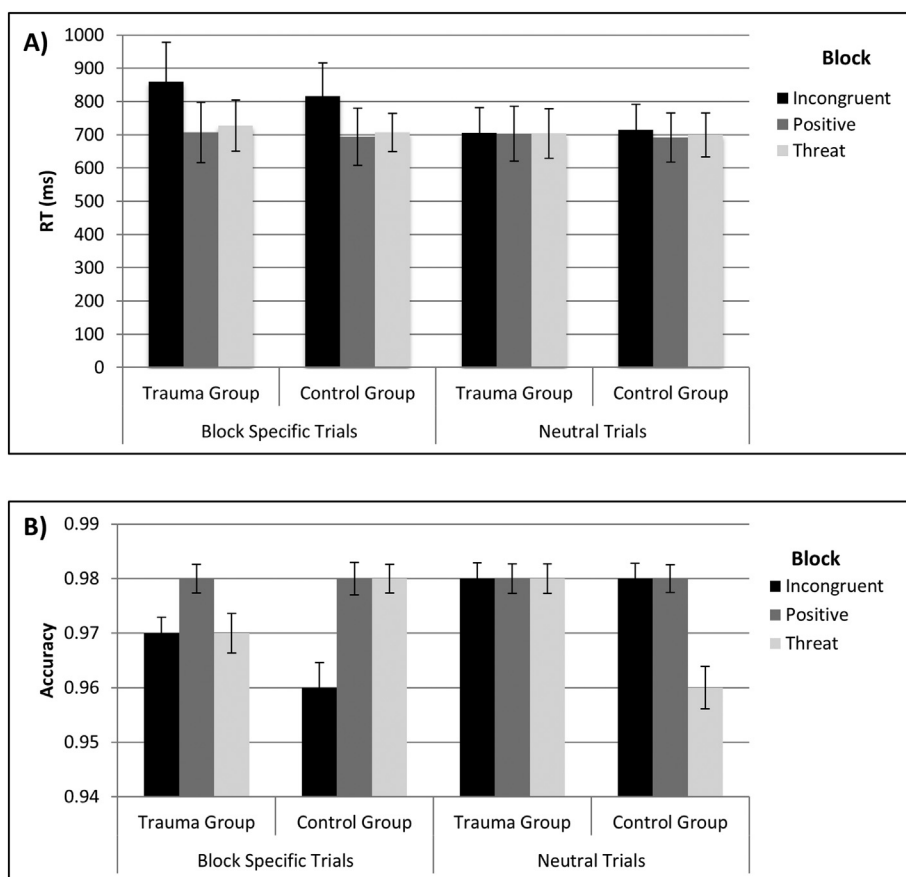 A)
1000
900
800
700
600
500
400
300
200
100
0
RT (ms)
Trauma Group Control Group Trauma Group Control Group
Block Specific Trials Neutral Trials
Block
Incongruent
Positive
Threat
B)
0.99
0.98
0.97
0.96
0.95
0.94
Accuracy
Trauma Group Control Group Trauma Group Control Group
Block Specific Trials Neutral Trials
Block
Incongruent
Positive
Threat